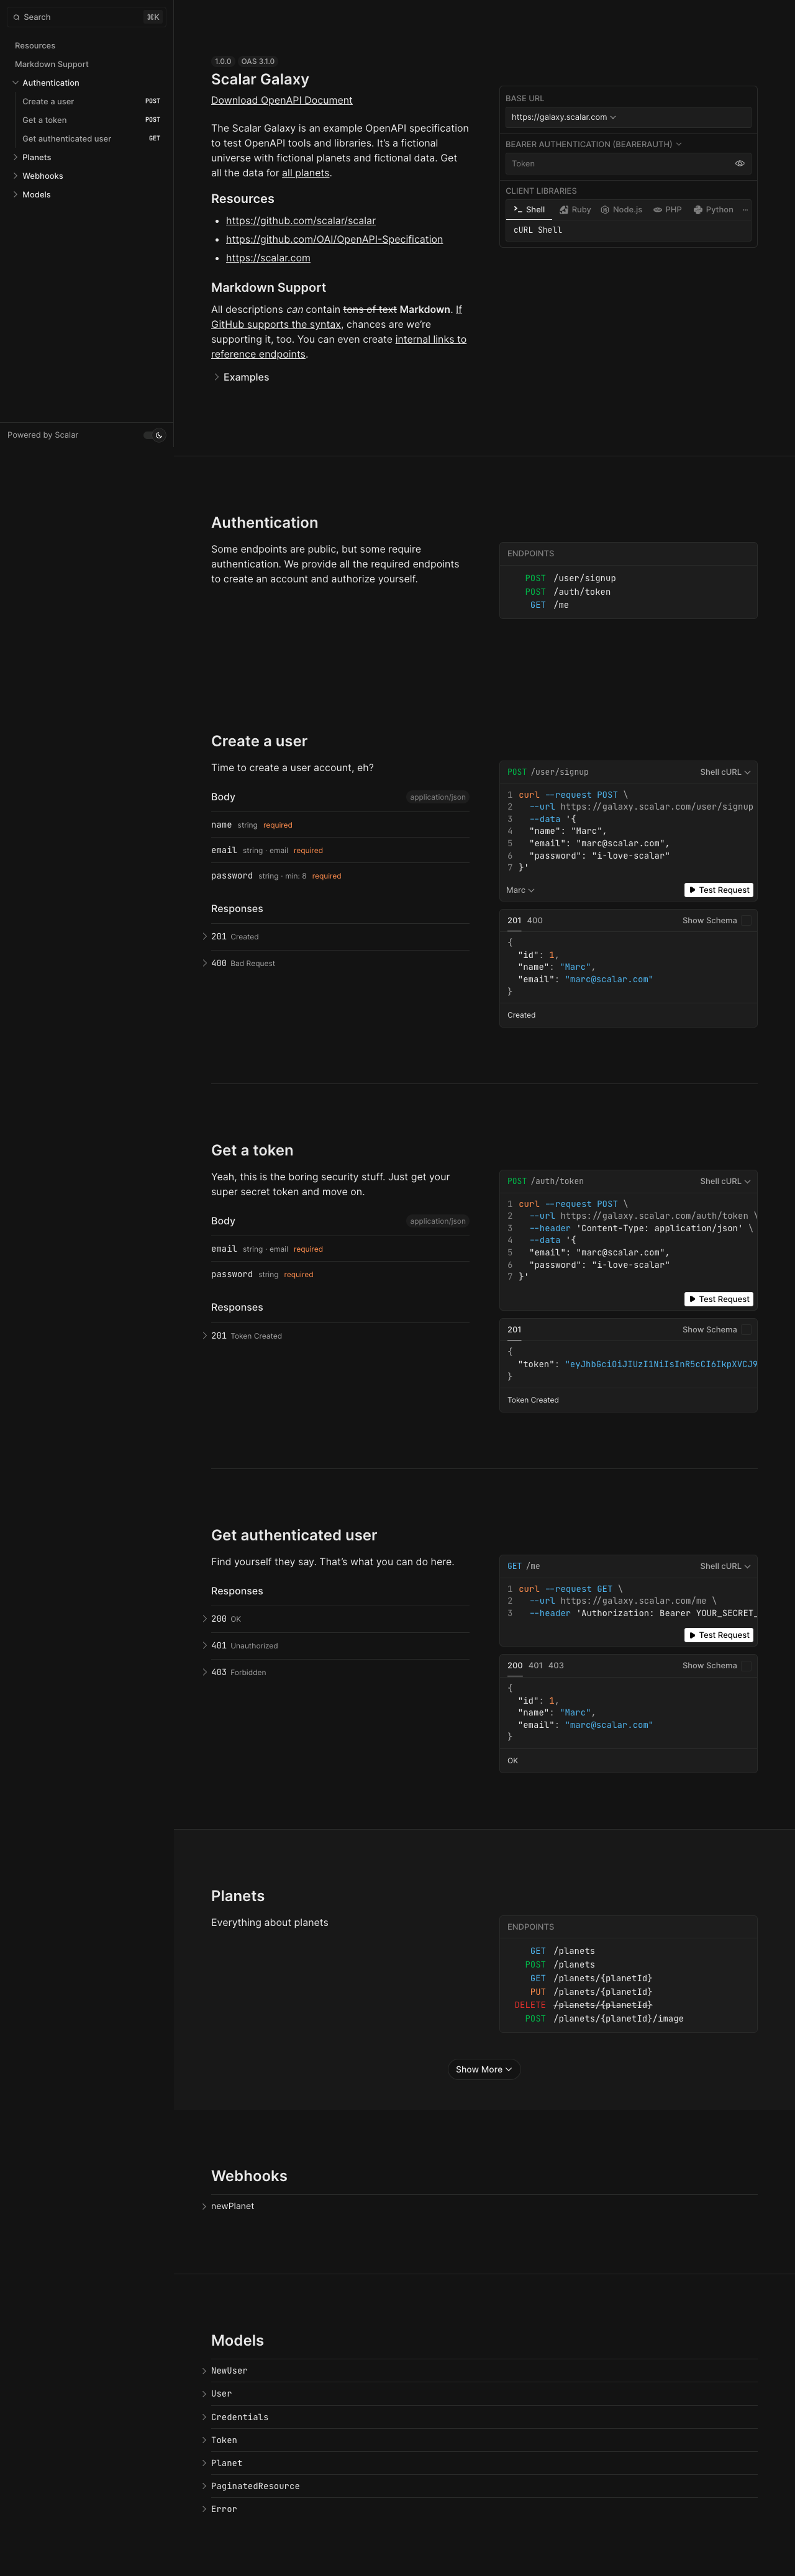 Search ⌘K
Resources
Markdown Support
Authentication
Create a user POST
Get a token POST
Get authenticated user GET
Planets
Webhooks
Models
Powered by Scalar
1.0.0 OAS 3.1.0
Scalar Galaxy
Download OpenAPI Document
The Scalar Galaxy is an example OpenAPI specification
to test OpenAPI tools and libraries. It’s a fictional
universe with fictional planets and fictional data. Get
all the data for all planets.
Resources
https://github.com/scalar/scalar
https://github.com/OAI/OpenAPI-Specification
https://scalar.com
Markdown Support
All descriptions can contain tons of text Markdown. If
GitHub supports the syntax, chances are we’re
supporting it, too. You can even create internal links to
reference endpoints.
Examples
BASE URL
https://galaxy.scalar.com
BEARER AUTHENTICATION (BEARERAUTH)
Token
CLIENT LIBRARIES
Shell Ruby Node.js PHP Python
cURL Shell
Authentication
Some endpoints are public, but some require
authentication. We provide all the required endpoints
to create an account and authorize yourself.
ENDPOINTS
POST /user/signup
POST /auth/token
GET /me
Create a user
Time to create a user account, eh?
Body application/json
name string required
email string · email required
password string · min: 8 required
Responses
201 Created
400 Bad Request
POST /user/signup Shell cURL
1 curl --request POST \
2 --url https://galaxy.scalar.com/user/signup
3 --data '{
4 "name": "Marc",
5 "email": "marc@scalar.com",
6 "password": "i-love-scalar"
7 }'
Marc Test Request
201 400 Show Schema
{
"id": 1,
"name": "Marc",
"email": "marc@scalar.com"
}
Created
Get a token
Yeah, this is the boring security stuff. Just get your
super secret token and move on.
Body application/json
email string · email required
password string required
Responses
201 Token Created
POST /auth/token Shell cURL
1 curl --request POST \
2 --url https://galaxy.scalar.com/auth/token \
3 --header 'Content-Type: application/json' \
4 --data '{
5 "email": "marc@scalar.com",
6 "password": "i-love-scalar"
7 }'
Test Request
201 Show Schema
{
"token": "eyJhbGciOiJIUzI1NiIsInR5cCI6IkpXVCJ9
}
Token Created
Get authenticated user
Find yourself they say. That’s what you can do here.
Responses
200 OK
401 Unauthorized
403 Forbidden
GET /me Shell cURL
1 curl --request GET \
2 --url https://galaxy.scalar.com/me \
3 --header 'Authorization: Bearer YOUR_SECRET_
Test Request
200 401 403 Show Schema
{
"id": 1,
"name": "Marc",
"email": "marc@scalar.com"
}
OK
Planets
Everything about planets
ENDPOINTS
GET /planets
POST /planets
GET /planets/{planetId}
PUT /planets/{planetId}
DELETE /planets/{planetId}
POST /planets/{planetId}/image
Show More
Webhooks
newPlanet
Models
NewUser
User
Credentials
Token
Planet
PaginatedResource
Error